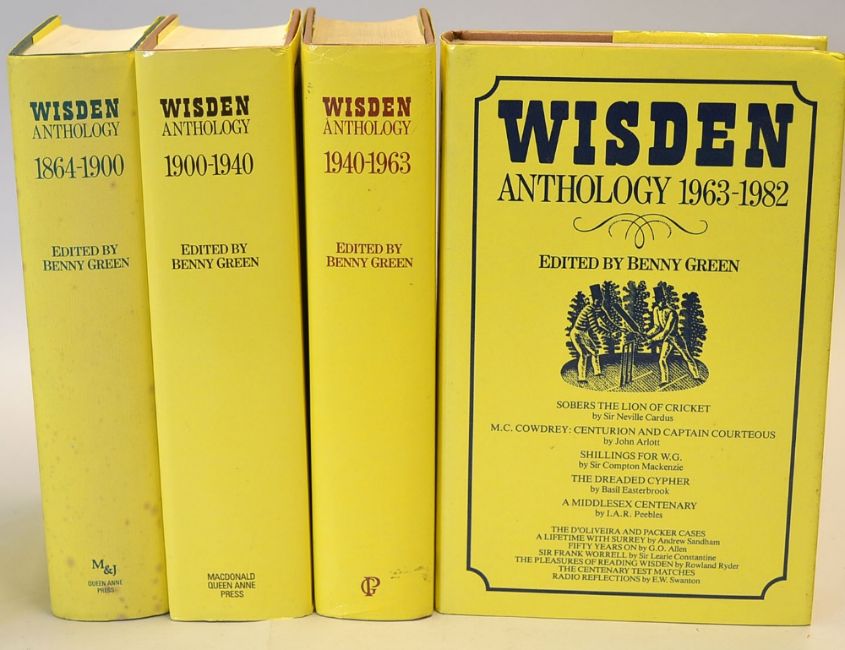 WISDEN
ANTHOLOGY
1864-1900
EDITED BY
BENNY GREEN
M&J
QUEEN ANNE
PRESS
WISDEN
ANTHOLOGY
1900-1940
EDITED BY
BENNY GREEN
MACDONALD
QUEEN ANNE
PRESS
WISDEN
ANTHOLOGY
1940-1963
EDITED BY
BENNY GREEN
WISDEN
ANTHOLOGY 1963-1982
EDITED BY BENNY GREEN
SOBERS THE LION OF CRICKET
by Sir Neville Cardus
M.C. COWDREY: CENTURION AND CAPTAIN COURTEOUS
by John Arlott
SHILLINGS FOR W.G.
by Sir Compton Mackenzie
THE DREADED CYPHER
by Basil Easterbrook
A MIDDLESEX CENTENARY
by I.A.R. Peebles
THE D'OLIVEIRA AND PACKER CASES
A LIFETIME WITH SURREY by Andrew Sandham
FIFTY YEARS ON by G.O. Allen
SIR FRANK WORRELL by Sir Learie Constantine
THE PLEASURES OF READING WISDEN by Rowland Ryder
THE CENTENARY TEST MATCHES
RADIO REFLECTIONS by E.W. Swanton